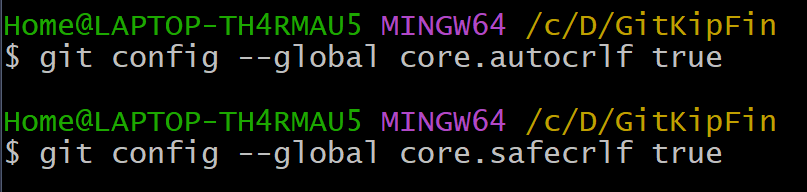 Home@LAPTOP-TH4RMAU5 MINGW64 /c/D/GitKipFin
$ git config --global core.autocrlf true
Home@LAPTOP-TH4RMAU5 MINGW64 /c/D/GitKipFin
$ git config --global core.safecrlf true